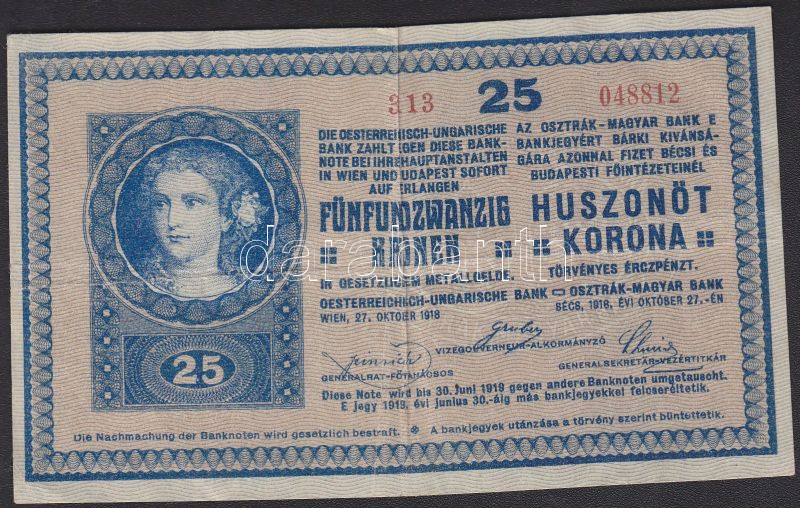 313 25 048812
DIE OESTERREICHISCH-UNGARISCHE
BANK ZAHLT GEGEN DIESE BANK-
NOTE BEI IHREN HAUPTANSTALTEN
IN WIEN UND BUDAPEST SOFORT
AUF VERLANGEN
FÜNFUNDZWANZIG
KRONEN
IN GESETZLICHEM METALLGELDE.
OESTERREICHISCH-UNGARISCHE BANK
WIEN, 27. OKTOBER 1918
AZ OSZTRÁK-MAGYAR BANK E
BANKJEGYÉRT BÁRKI KIVÁNSÁ-
GÁRA AZONNAL FIZET BÉCSI ÉS
BUDAPESTI FŐINTÉZETEINÉL
HUSZONÖT
KORONA
TÖRVÉNYES ÉRCZPÉNZT.
OSZTRÁK-MAGYAR BANK
BÉCS, 1918. ÉVI OKTÓBER 27.-ÉN
darabanth
Gruber
VIZEGOUVERNEUR-ALKORMÁNYZÓ
GENERALRAT-FŐTANÁCSOS
GENERALSEKRETÄR-VEZÉRTITKÁR
25
Diese Note wird bis 30. Juni 1919 gegen andere Banknoten umgetauscht.
E jegy 1919. évi junius 30.-áig más bankjegyekkel felcseréltetik.
Die Nachmachung der Banknoten wird gesetzlich bestraft. A bankjegyek utánzása a törvény szerint büntettetik.